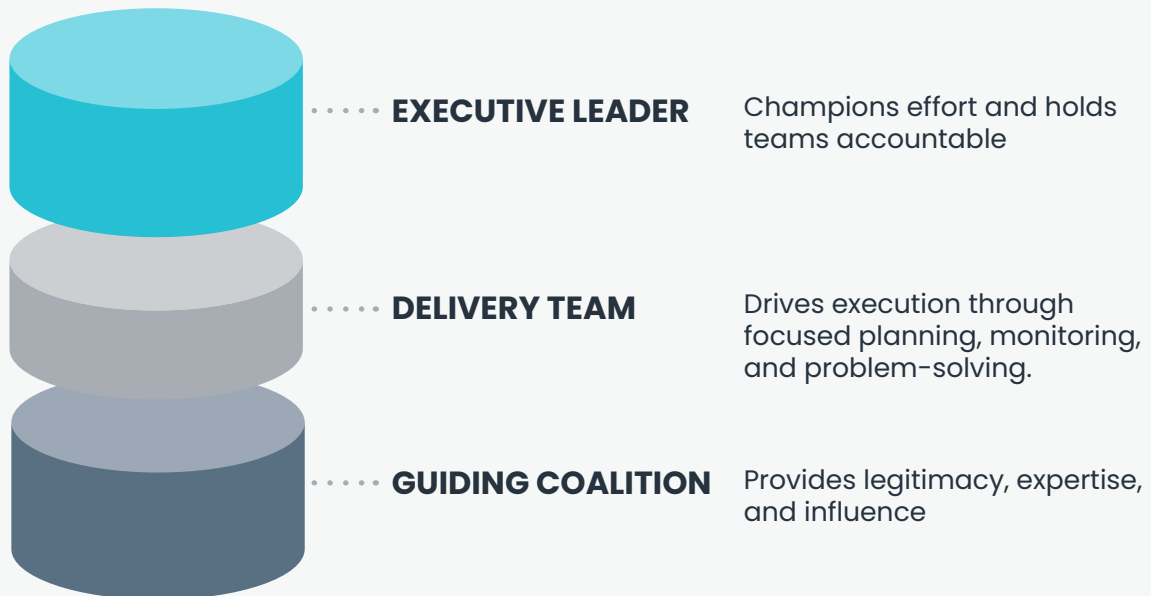 EXECUTIVE LEADER
Champions effort and holds
teams accountable
DELIVERY TEAM
Drives execution through
focused planning, monitoring,
and problem-solving.
GUIDING COALITION
Provides legitimacy, expertise,
and influence